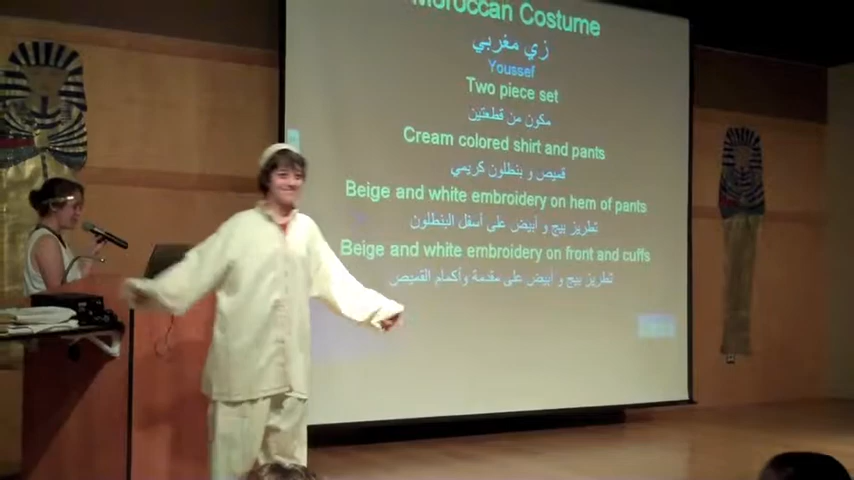 Moroccan Costume
زي مغربي
Youssef
Two piece set
مكون من قطعتين
Cream colored shirt and pants
قميص و بنطلون كريمي
Beige and white embroidery on hem of pants
تطريز بيج و أبيض على أسفل البنطلون
Beige and white embroidery on front and cuffs
تطريز بيج و أبيض على مقدمة وأكمام القميص